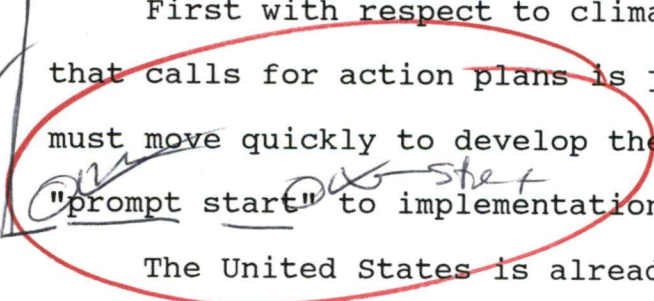 First with respect to clima
that calls for action plans is
must move quickly to develop the
"prompt start" to implementation
The United States is alread